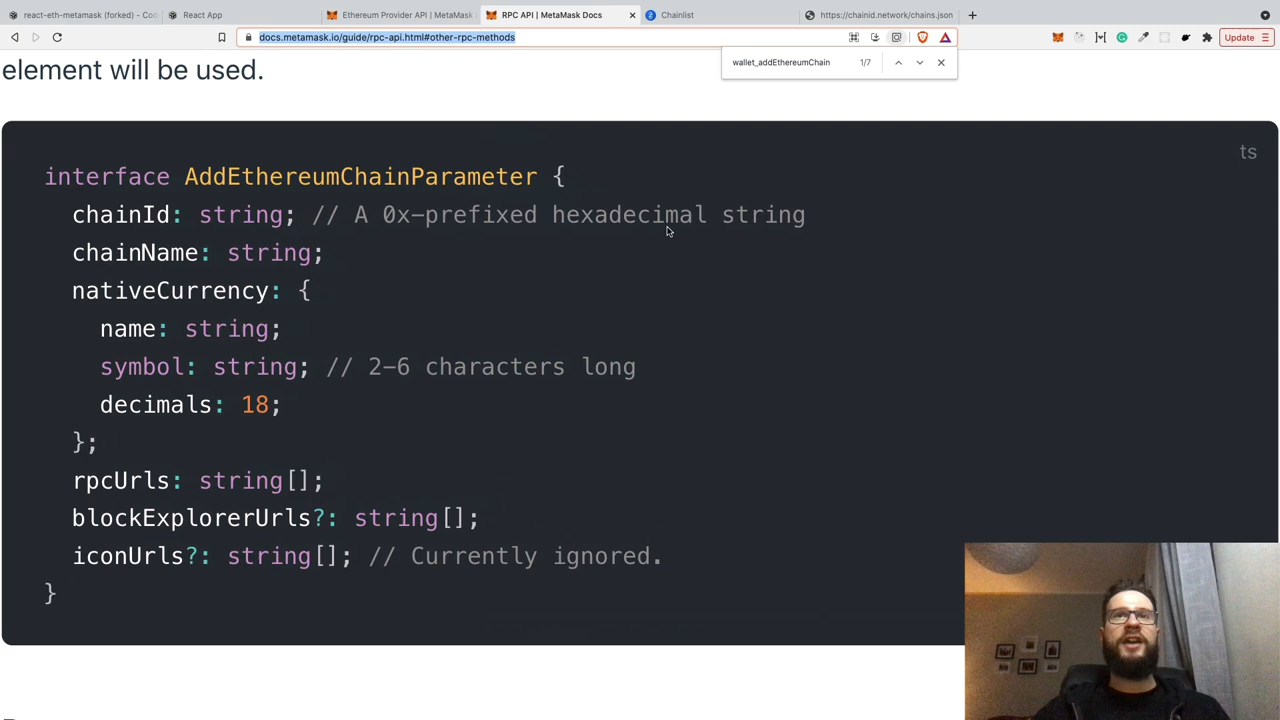 react-eth-metamask (forked) - Co
React App
Ethereum Provider API | MetaMask
RPC API | MetaMask Docs
Chainlist
https://chainid.network/chains.json
docs.metamask.io/guide/rpc-api.html#other-rpc-methods
Update
wallet_addEthereumChain 1/7
element will be used.
ts
interface AddEthereumChainParameter {
chainId: string; // A 0x-prefixed hexadecimal string
chainName: string;
nativeCurrency: {
name: string;
symbol: string; // 2-6 characters long
decimals: 18;
};
rpcUrls: string[];
blockExplorerUrls?: string[];
iconUrls?: string[]; // Currently ignored.
}